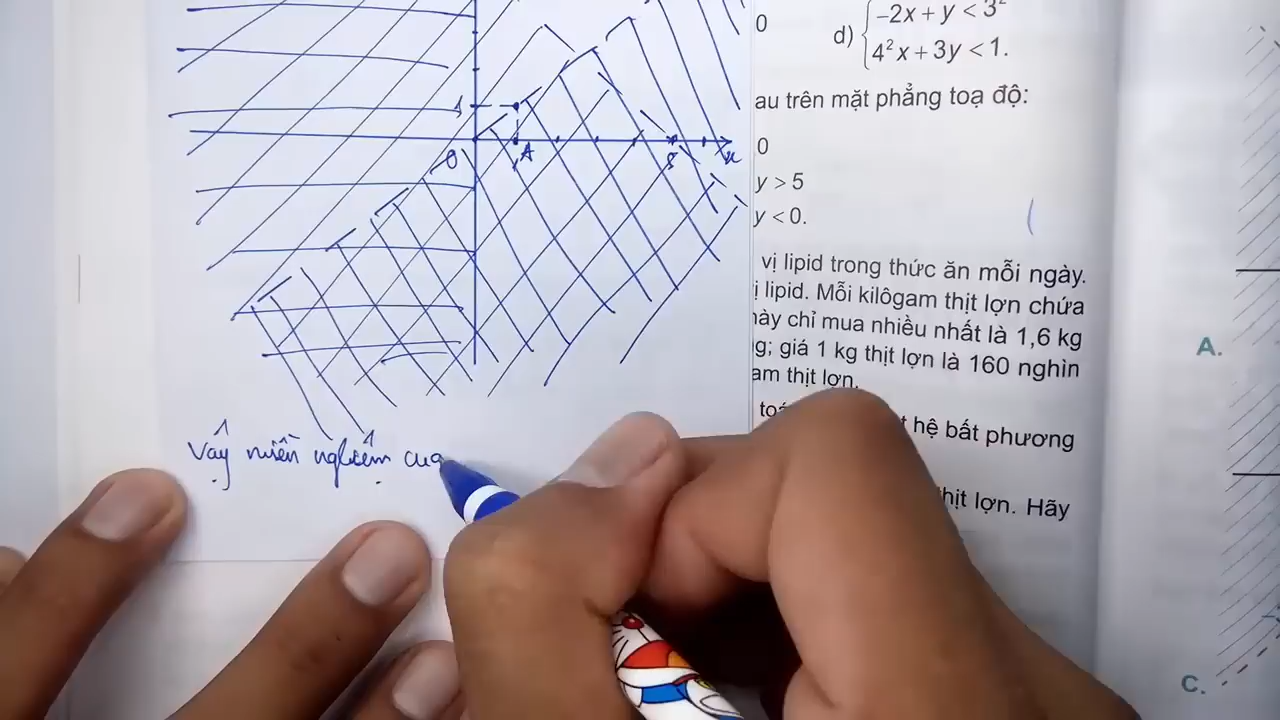 0
d) -2x + y < 3²
4²x + 3y < 1.
au trên mặt phẳng toạ độ:
0
y > 5
y < 0.
vị lipid trong thức ăn mỗi ngày.
ị lipid. Mỗi kilôgam thịt lợn chứa
này chỉ mua nhiều nhất là 1,6 kg
g; giá 1 kg thịt lợn là 160 nghìn
am thịt lợn.
hệ bất phương
thịt lợn. Hãy
A.
C.
1
O A 5 x
Vậy miền nghiệm của